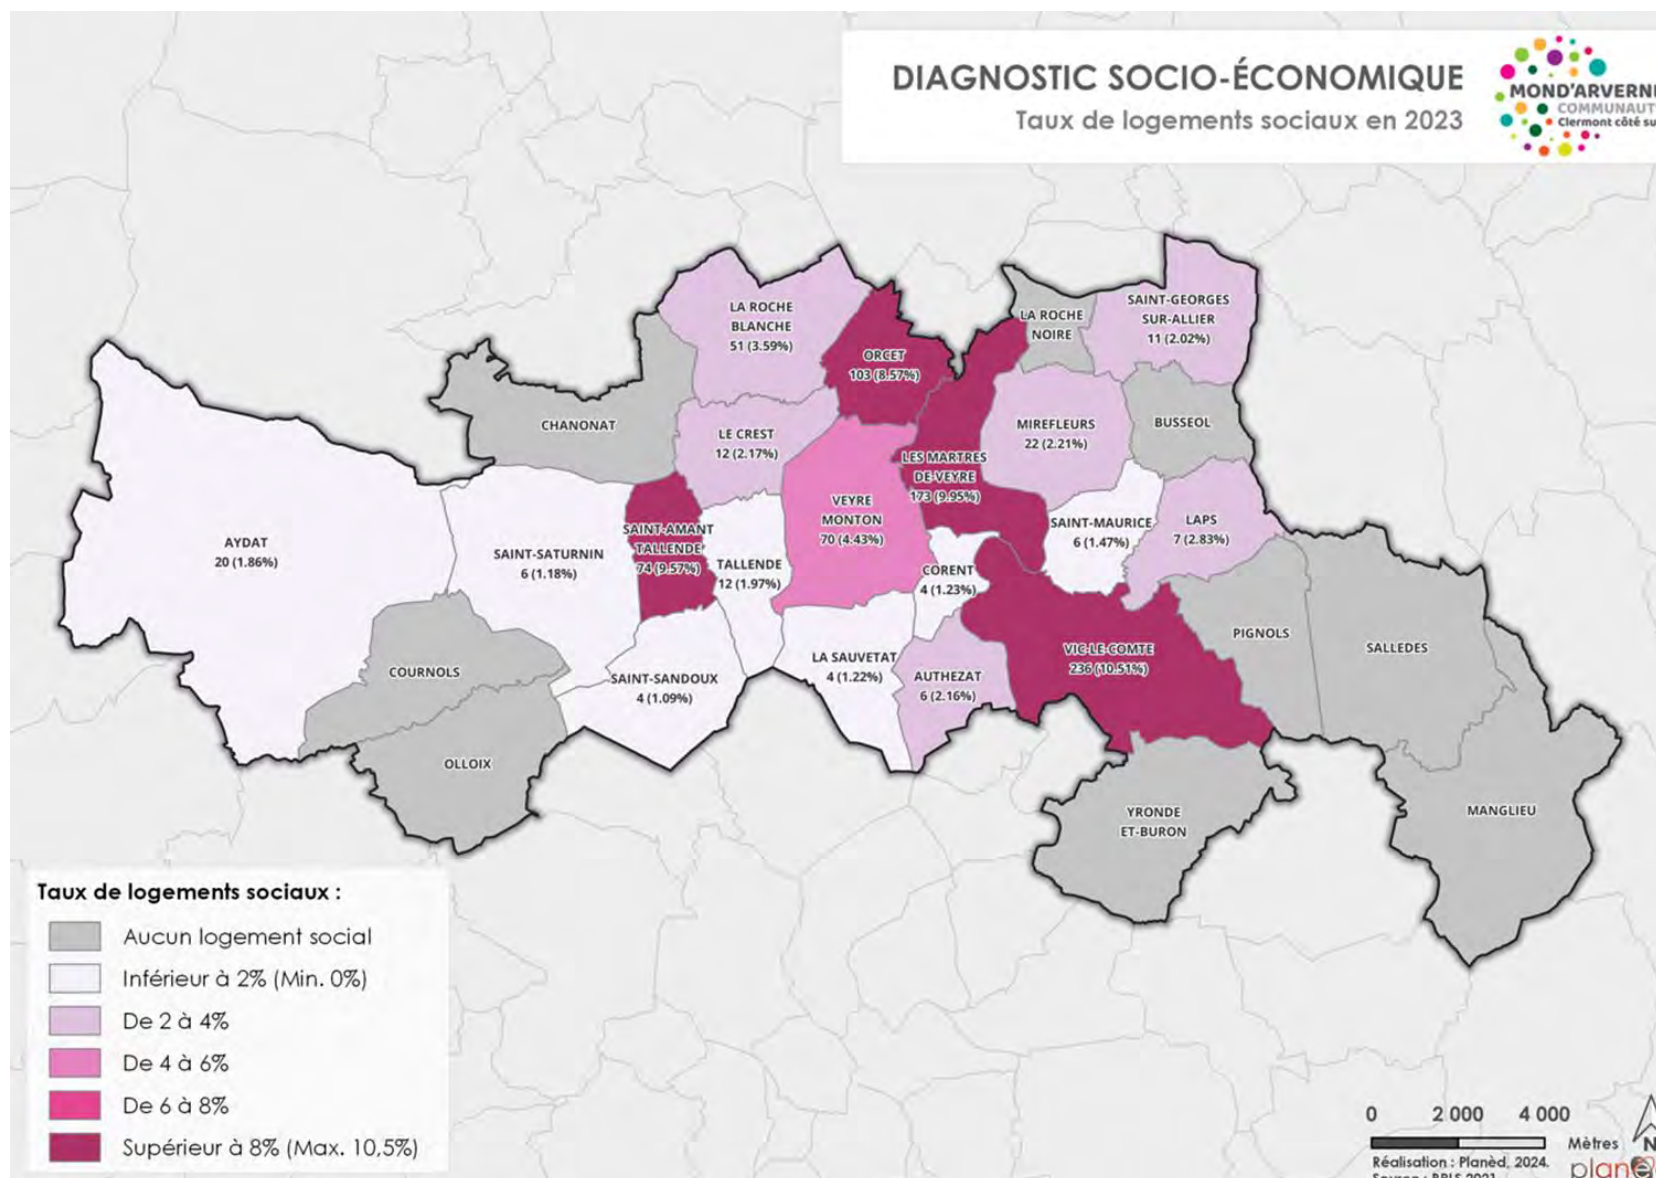 DIAGNOSTIC SOCIO-ÉCONOMIQUE
Taux de logements sociaux en 2023
MOND'ARVERNE
COMMUNAUTÉ
Clermont côté sud
LA ROCHE
BLANCHE
51 (3.59%)
ORCET
103 (8.57%)
LA ROCHE
NOIRE
SAINT-GEORGES
SUR-ALLIER
11 (2.02%)
CHANONAT
LE CREST
12 (2.17%)
MIREFLEURS
22 (2.21%)
BUSSEOL
LES MARTRES
DE-VEYRE
173 (9.95%)
VEYRE
MONTON
70 (4.43%)
SAINT-MAURICE
6 (1.47%)
LAPS
7 (2.83%)
AYDAT
20 (1.86%)
SAINT-SATURNIN
6 (1.18%)
SAINT-AMANT
TALLENDE
74 (9.57%)
TALLENDE
12 (1.97%)
CORENT
4 (1.23%)
COURNOLS
SAINT-SANDOUX
4 (1.09%)
LA SAUVETAT
4 (1.22%)
AUTHEZAT
6 (2.16%)
VIC-LE-COMTE
236 (10.51%)
PIGNOLS
SALLEDES
OLLOIX
YRONDE
ET-BURON
MANGLIEU
Taux de logements sociaux :
Aucun logement social
Inférieur à 2% (Min. 0%)
De 2 à 4%
De 4 à 6%
De 6 à 8%
Supérieur à 8% (Max. 10,5%)
0 2 000 4 000
Mètres
N
Réalisation : Planèd, 2024.
Source : RPLS 2021